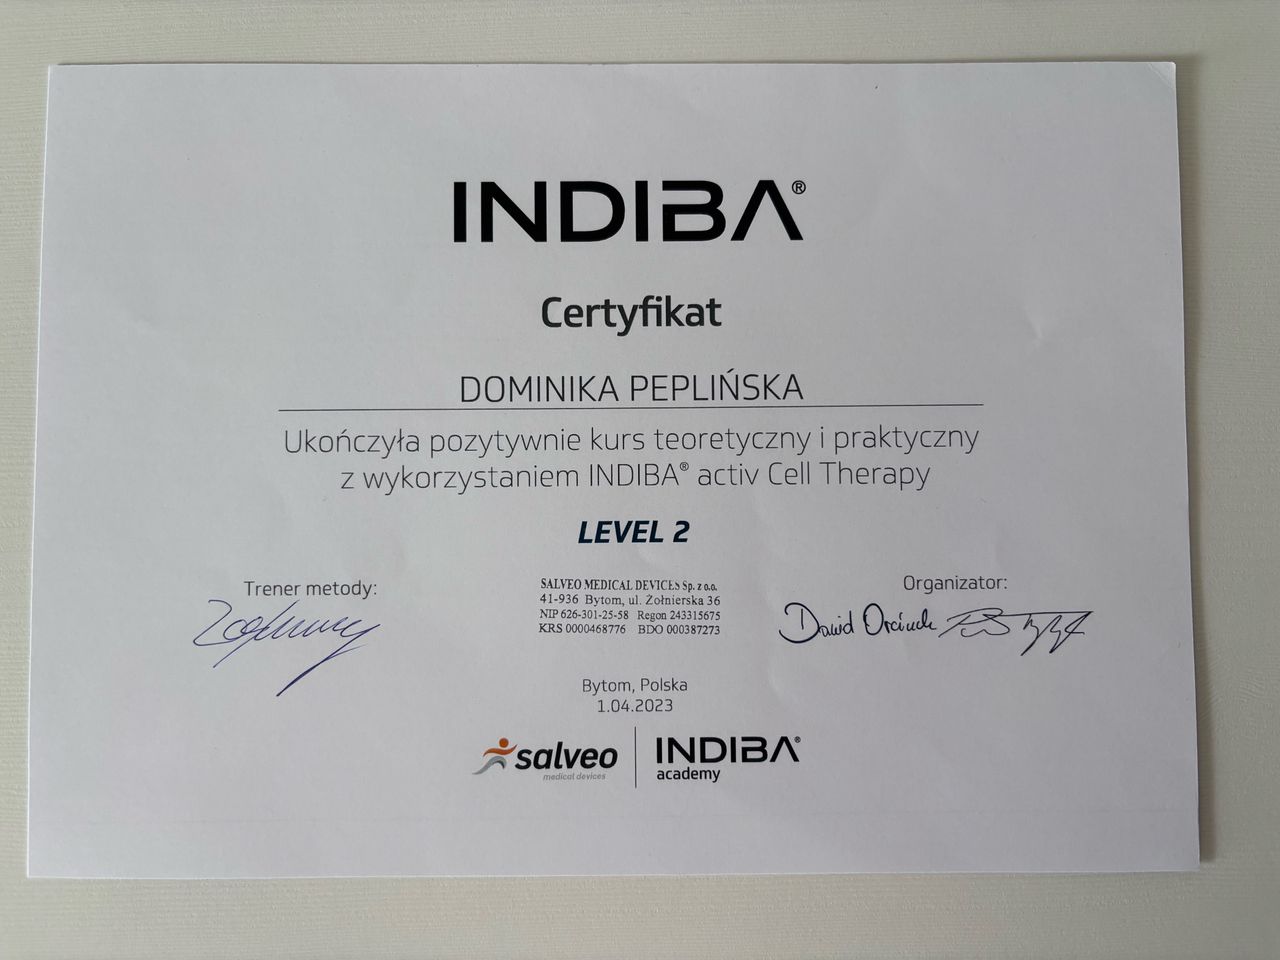 INDIBA®
Certyfikat
DOMINIKA PEPLIŃSKA
Ukończyła pozytywnie kurs teoretyczny i praktyczny
z wykorzystaniem INDIBA® activ Cell Therapy
LEVEL 2
Trener metody:
SALVEO MEDICAL DEVICES Sp. z o.o.
41-936 Bytom, ul. Żołnierska 36
NIP 626-301-25-58 Regon 243315675
KRS 0000468776 BDO 000387273
Organizator:
Dawid
Bytom, Polska
1.04.2023
salveo
medical devices
INDIBA®
academy